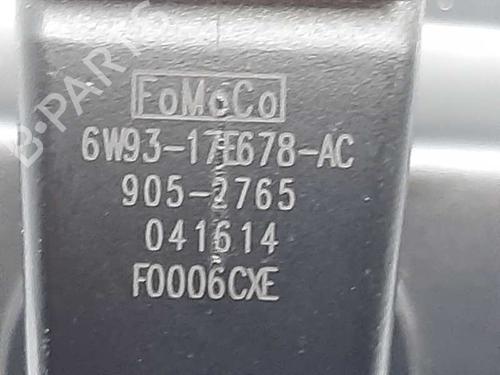 B-PARTS
FoMoCo
6W93-17E678-AC
905-2765
041614
F0006CXE